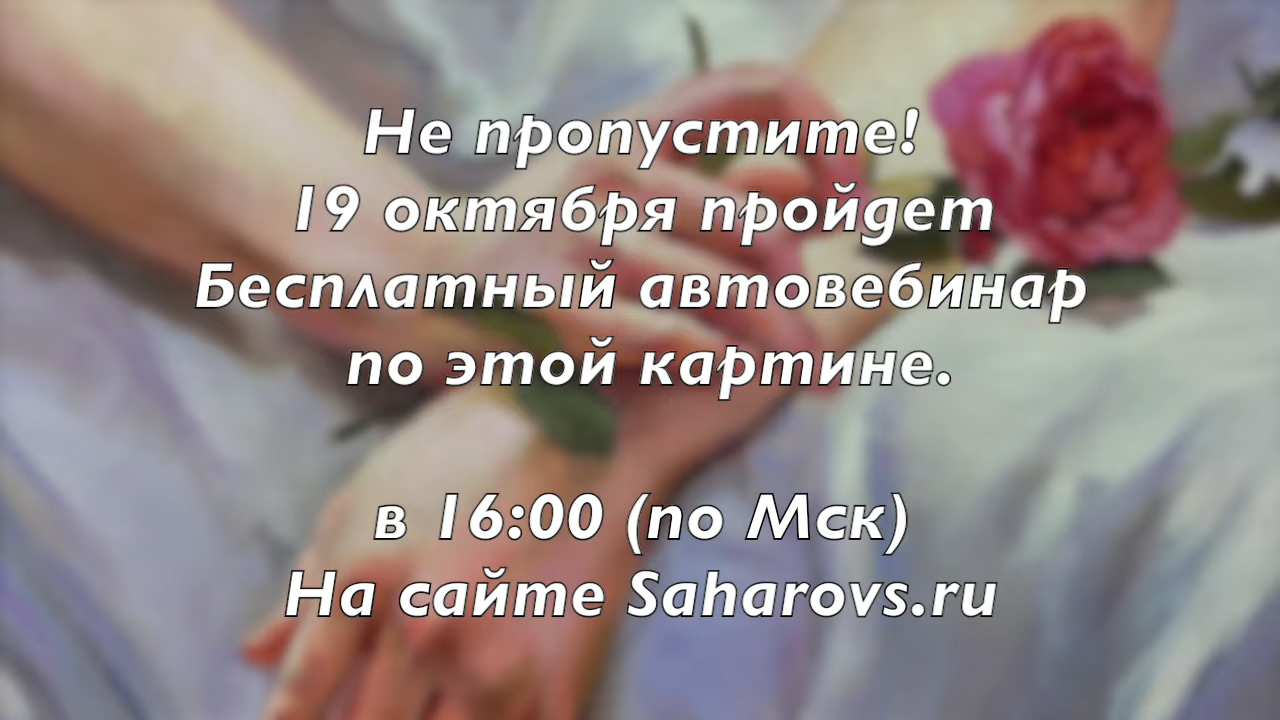 Не пропустите!
19 октября пройдет
Бесплатный автовебинар
по этой картине.
в 16:00 (по Мск)
На сайте Saharovs.ru